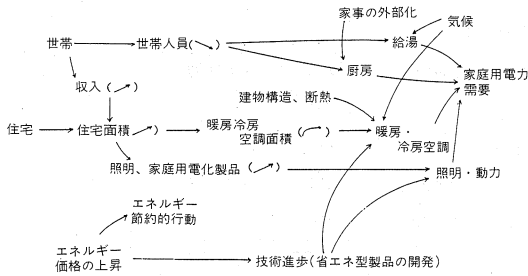 家事の外部化
気候
世帯
世帯人員(↘)
給湯
厨房
家庭用電力
需要
収入(↗)
建物構造、断熱
住宅
住宅面積↗)
暖房冷房
空調面積(↗)
暖房・
冷房空調
照明、家庭用電化製品(↗)
照明・動力
エネルギー
節約的行動
エネルギー
価格の上昇
技術進歩(省エネ型製品の開発)